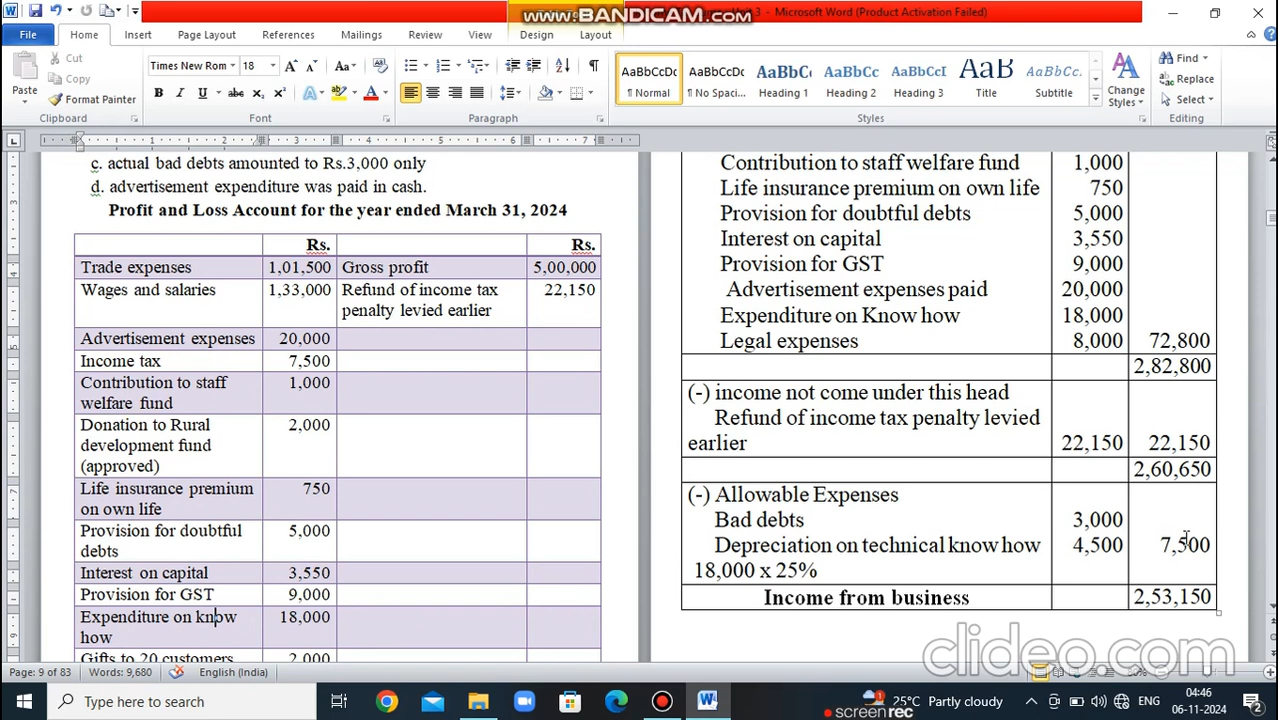 www.BANDICAM.com
Microsoft Word (Product Activation Failed)
File Home Insert Page Layout References Mailings Review View Design Layout
Paste
Cut
Copy
Format Painter
Clipboard
Times New Rom 18
Font
Paragraph
AaBbCcDc AaBbCcDc AaBbCc AaBbCc AaBbCcI AaB AaBbCc.
¶ Normal ¶ No Spaci... Heading 1 Heading 2 Heading 3 Title Subtitle
Change
Styles
Styles
Find
Replace
Select
Editing
c. actual bad debts amounted to Rs.3,000 only
d. advertisement expenditure was paid in cash.
Profit and Loss Account for the year ended March 31, 2024
Rs. Rs.
Trade expenses 1,01,500 Gross profit 5,00,000
Wages and salaries 1,33,000 Refund of income tax 22,150
penalty levied earlier
Advertisement expenses 20,000
Income tax 7,500
Contribution to staff 1,000
welfare fund
Donation to Rural 2,000
development fund
(approved)
Life insurance premium 750
on own life
Provision for doubtful 5,000
debts
Interest on capital 3,550
Provision for GST 9,000
Expenditure on know 18,000
how
Gifts to 20 customers 2,000
Contribution to staff welfare fund 1,000
Life insurance premium on own life 750
Provision for doubtful debts 5,000
Interest on capital 3,550
Provision for GST 9,000
Advertisement expenses paid 20,000
Expenditure on Know how 18,000
Legal expenses 8,000 72,800
2,82,800
(-) income not come under this head
Refund of income tax penalty levied
earlier 22,150 22,150
2,60,650
(-) Allowable Expenses
Bad debts 3,000
Depreciation on technical know how 4,500 7,500
18,000 x 25%
Income from business 2,53,150
clideo.com
Page: 9 of 83 Words: 9,680 English (India)
Type here to search
25°C Partly cloudy
ENG
04:46
06-11-2024
2
screenrec